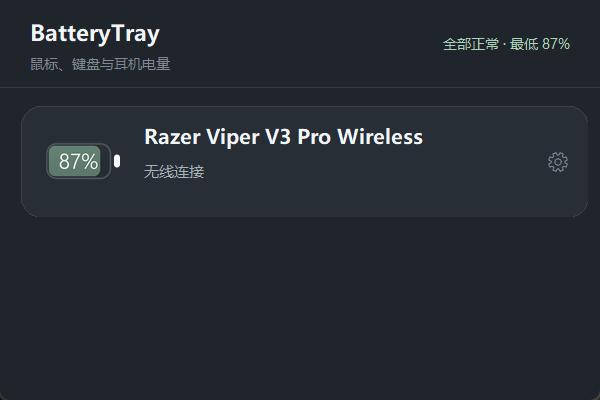 BatteryTray
全部正常 · 最低 87%
鼠标、键盘与耳机电量
Razer Viper V3 Pro Wireless
87%
无线连接